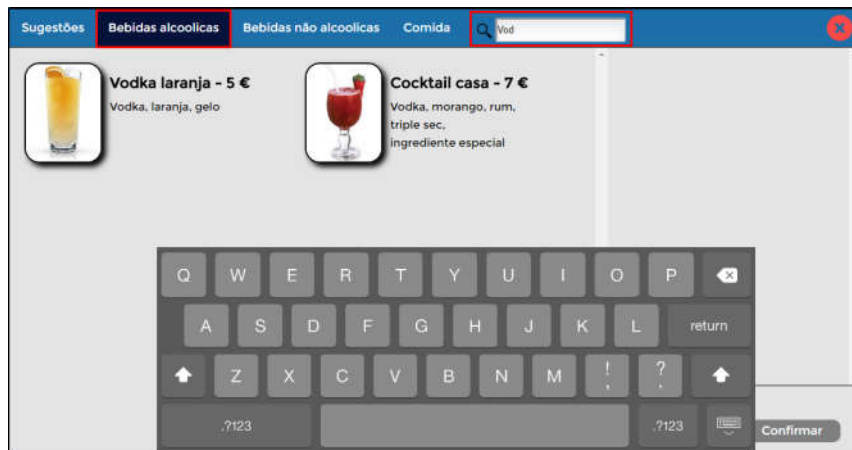 Sugestões Bebidas alcoolicas Bebidas não alcoolicas Comida Vod
Vodka laranja - 5 €
Vodka, laranja, gelo
Cocktail casa - 7 €
Vodka, morango, rum,
triple sec,
ingrediente especial
Q W E R T Y U I O P
A S D F G H J K L return
Z X C V B N M ! , ? .
.?123 .?123
Confirmar